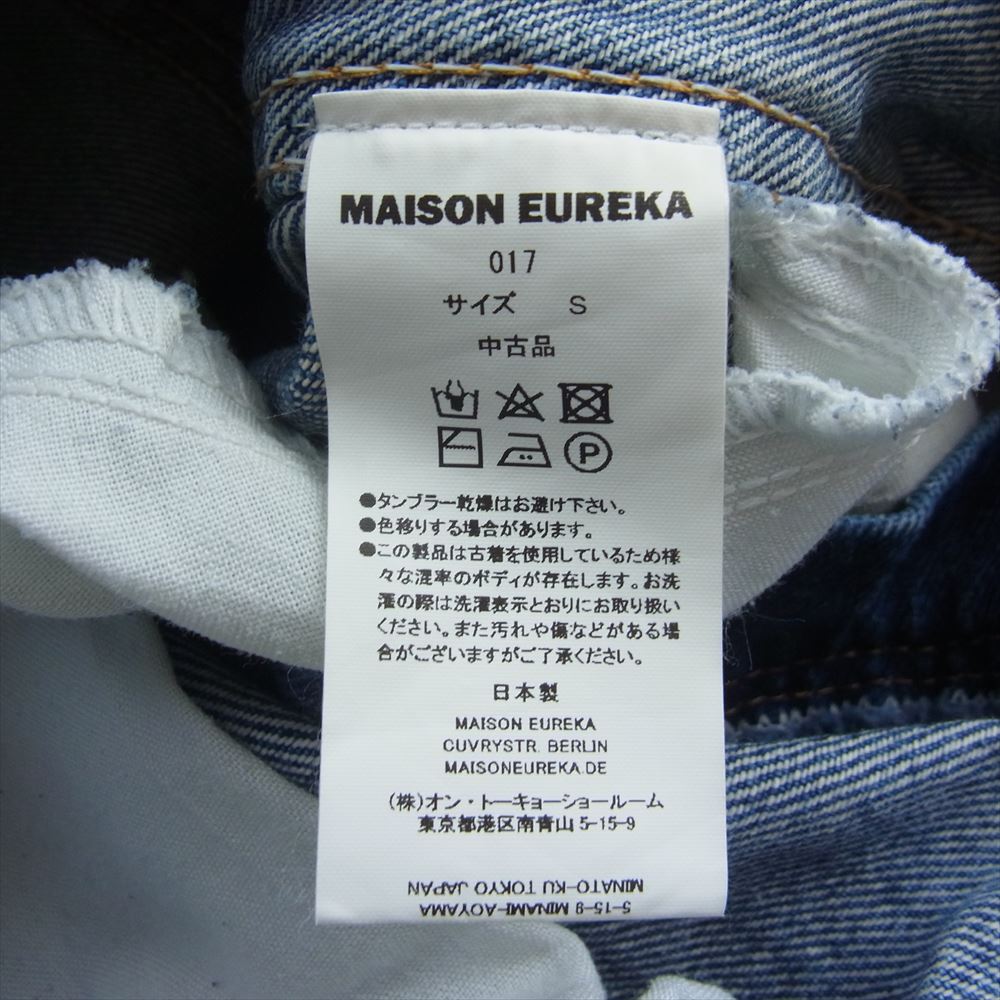 MAISON EUREKA
017
サイズ S
中古品
P
●タンブラー乾燥はお避け下さい。
●色移りする場合があります。
●この製品は古着を使用しているため様
々な混率のボディが存在します。お洗
濯の際は洗濯表示とおりにお取り扱い
ください。また汚れや傷などがある場
合がございますがご了承ください。
日本製
MAISON EUREKA
CUVRYSTR. BERLIN
MAISONEUREKA.DE
(株)オン・トーキョーショールーム
東京都港区南青山5-15-9
MINATO-KU TOKYO JAPAN
5-15-9 MINAMI-AOYAMA